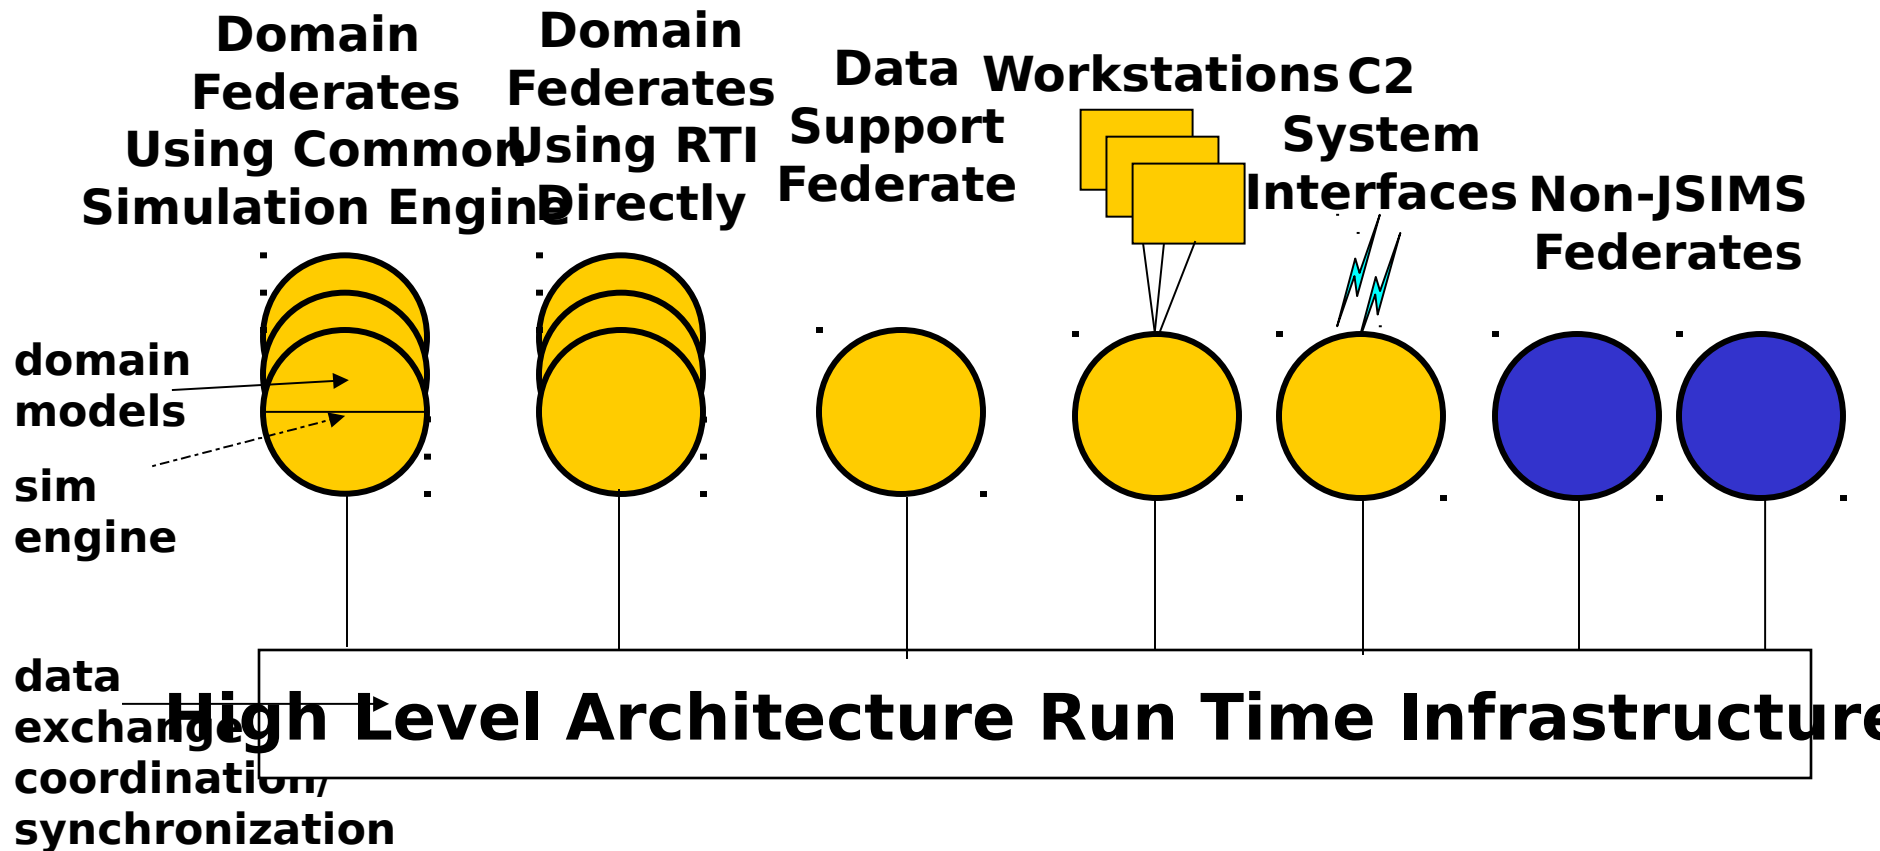 Domain
Federates
Using Common
Simulation Engine
Domain
Federates
Using RTI
Directly
Data
Support
Federate
Workstations
C2
System
Interfaces
Non-JSIMS
Federates
domain
models
sim
engine
data
exchange
coordination/
synchronization
High Level Architecture Run Time Infrastructure